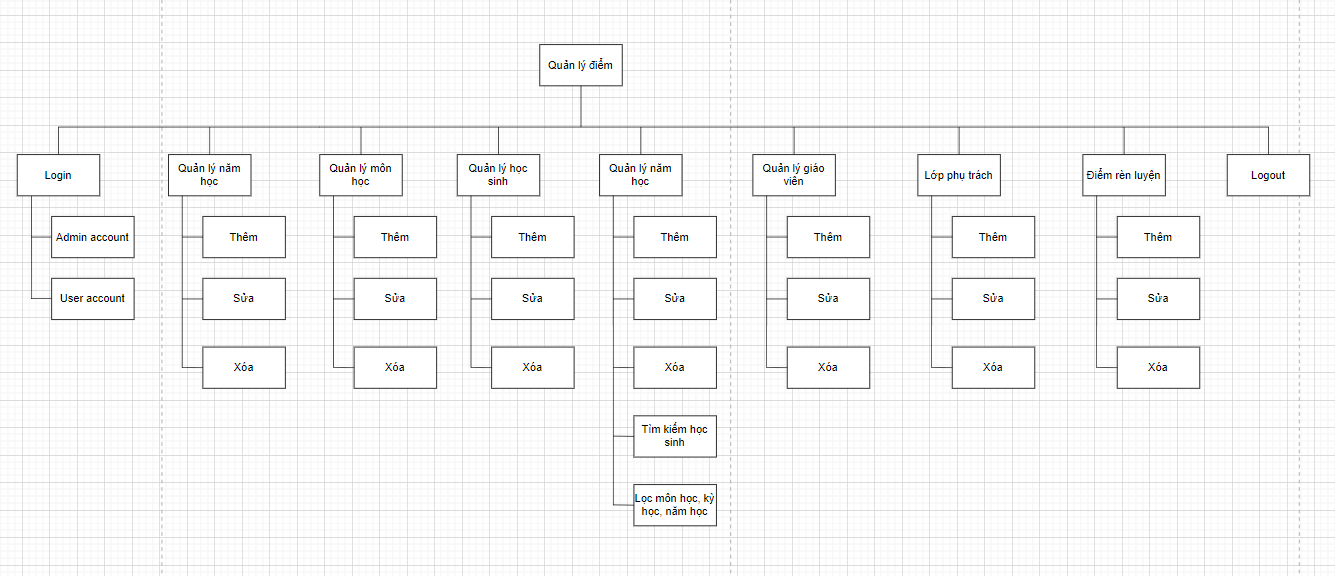 Quản lý điểm
Login
Quản lý năm
học
Quản lý môn
học
Quản lý học
sinh
Quản lý năm
học
Quản lý giáo
viên
Lớp phụ trách
Điểm rèn luyện
Logout
Admin account
Thêm
Thêm
Thêm
Thêm
Thêm
Thêm
Thêm
User account
Sửa
Sửa
Sửa
Sửa
Sửa
Sửa
Sửa
Xóa
Xóa
Xóa
Xóa
Xóa
Xóa
Xóa
Tìm kiếm học
sinh
Lọc môn học, kỳ
học, năm học